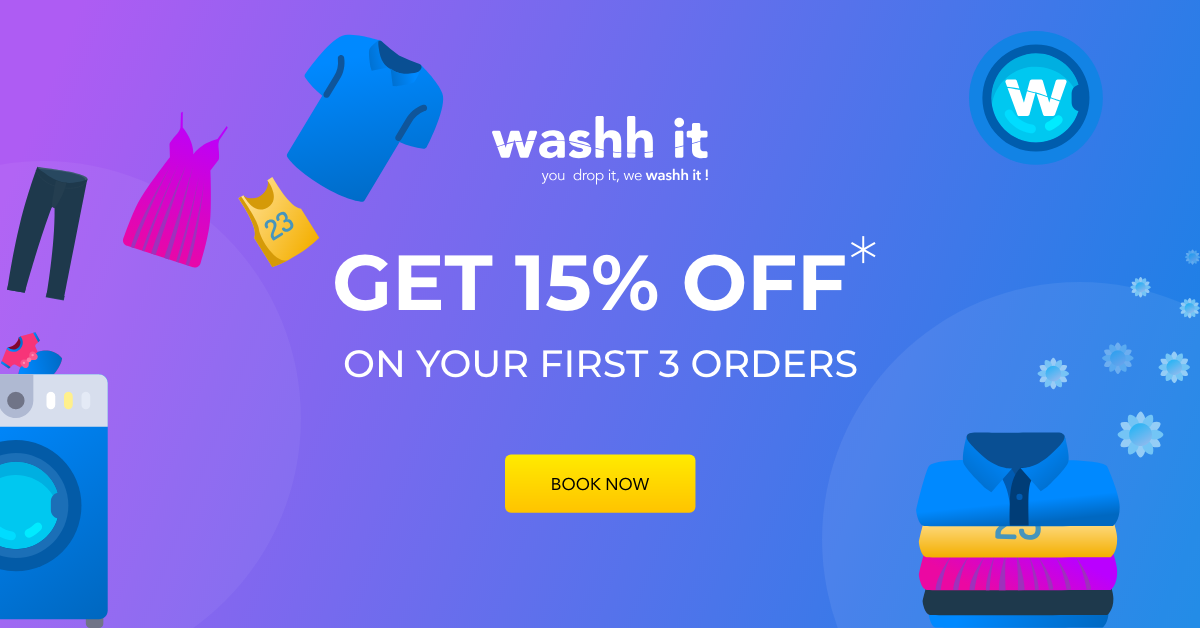 washh it
you drop it, we washh it !
W
23
GET 15% OFF*
ON YOUR FIRST 3 ORDERS
BOOK NOW
23